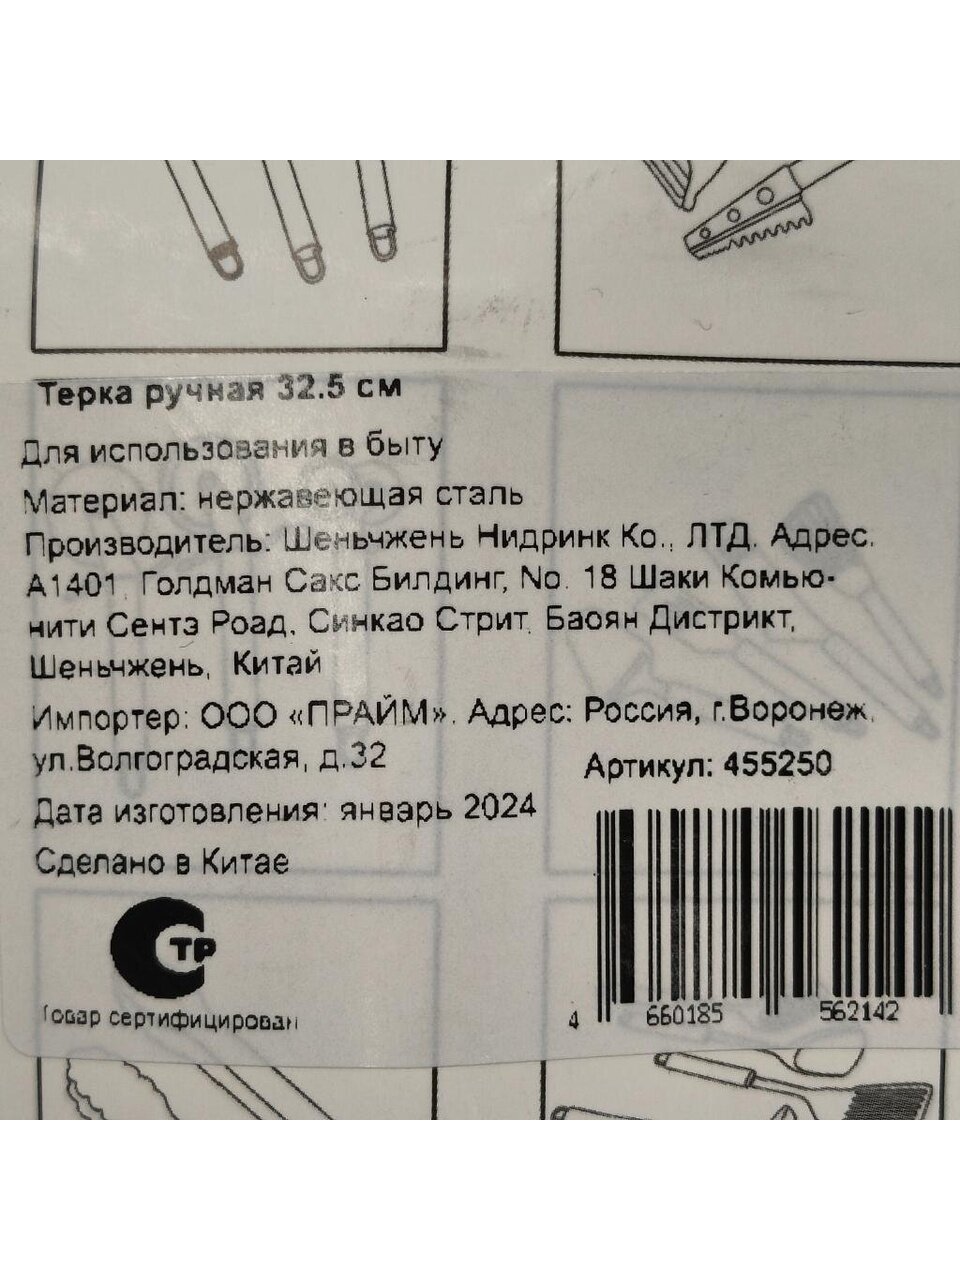 Терка ручная 32.5 см
Для использования в быту
Материал: нержавеющая сталь
Производитель: Шеньчжень Нидринк Ко., ЛТД. Адрес.
А1401, Голдман Сакс Билдинг, No. 18 Шаки Комью-
нити Сентэ Роад, Синкао Стрит, Баоян Дистрикт,
Шеньчжень, Китай
Импортер: ООО «ПРАЙМ». Адрес: Россия, г.Воронеж,
ул.Волгоградская, д.32
Артикул: 455250
Дата изготовления: январь 2024
Сделано в Китае
СТР
Товар сертифицирован
4 660185 562142